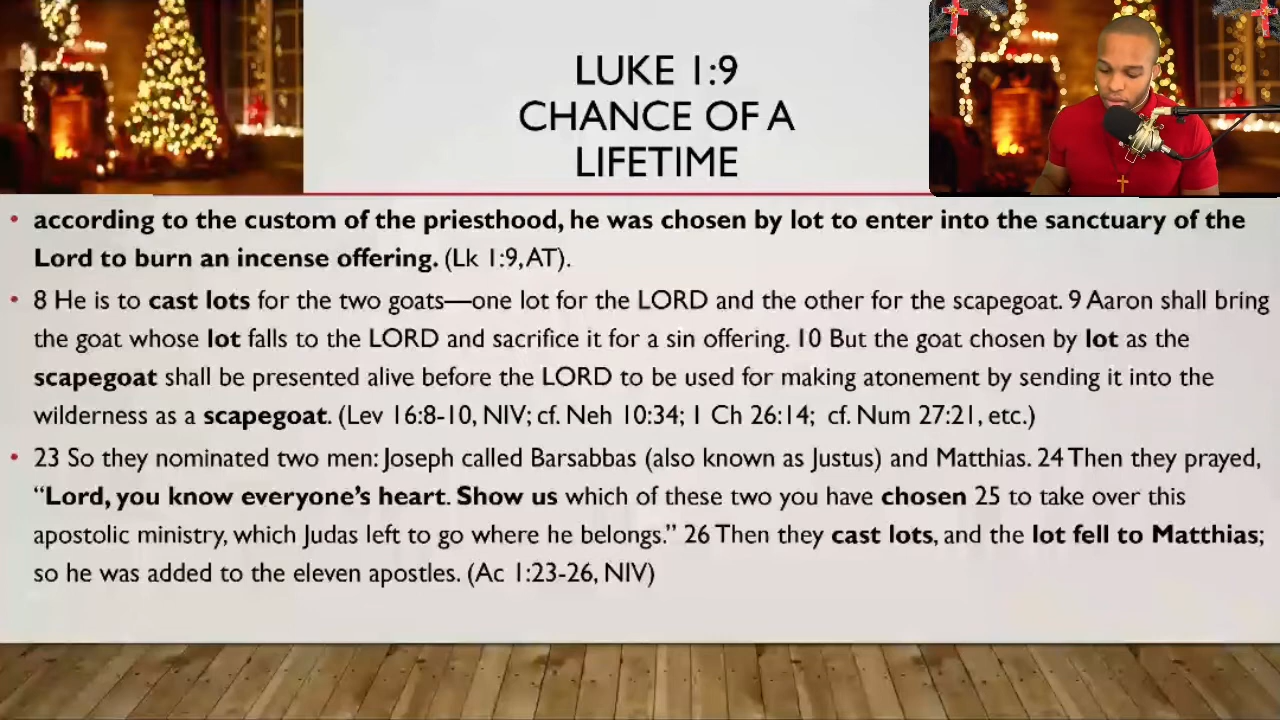 LUKE 1:9
CHANCE OF A
LIFETIME
• according to the custom of the priesthood, he was chosen by lot to enter into the sanctuary of the
Lord to burn an incense offering. (Lk 1:9, AT).
• 8 He is to cast lots for the two goats—one lot for the LORD and the other for the scapegoat. 9 Aaron shall bring
the goat whose lot falls to the LORD and sacrifice it for a sin offering. 10 But the goat chosen by lot as the
scapegoat shall be presented alive before the LORD to be used for making atonement by sending it into the
wilderness as a scapegoat. (Lev 16:8-10, NIV; cf. Neh 10:34; 1 Ch 26:14; cf. Num 27:21, etc.)
• 23 So they nominated two men: Joseph called Barsabbas (also known as Justus) and Matthias. 24 Then they prayed,
“Lord, you know everyone’s heart. Show us which of these two you have chosen 25 to take over this
apostolic ministry, which Judas left to go where he belongs.” 26 Then they cast lots, and the lot fell to Matthias;
so he was added to the eleven apostles. (Ac 1:23-26, NIV)